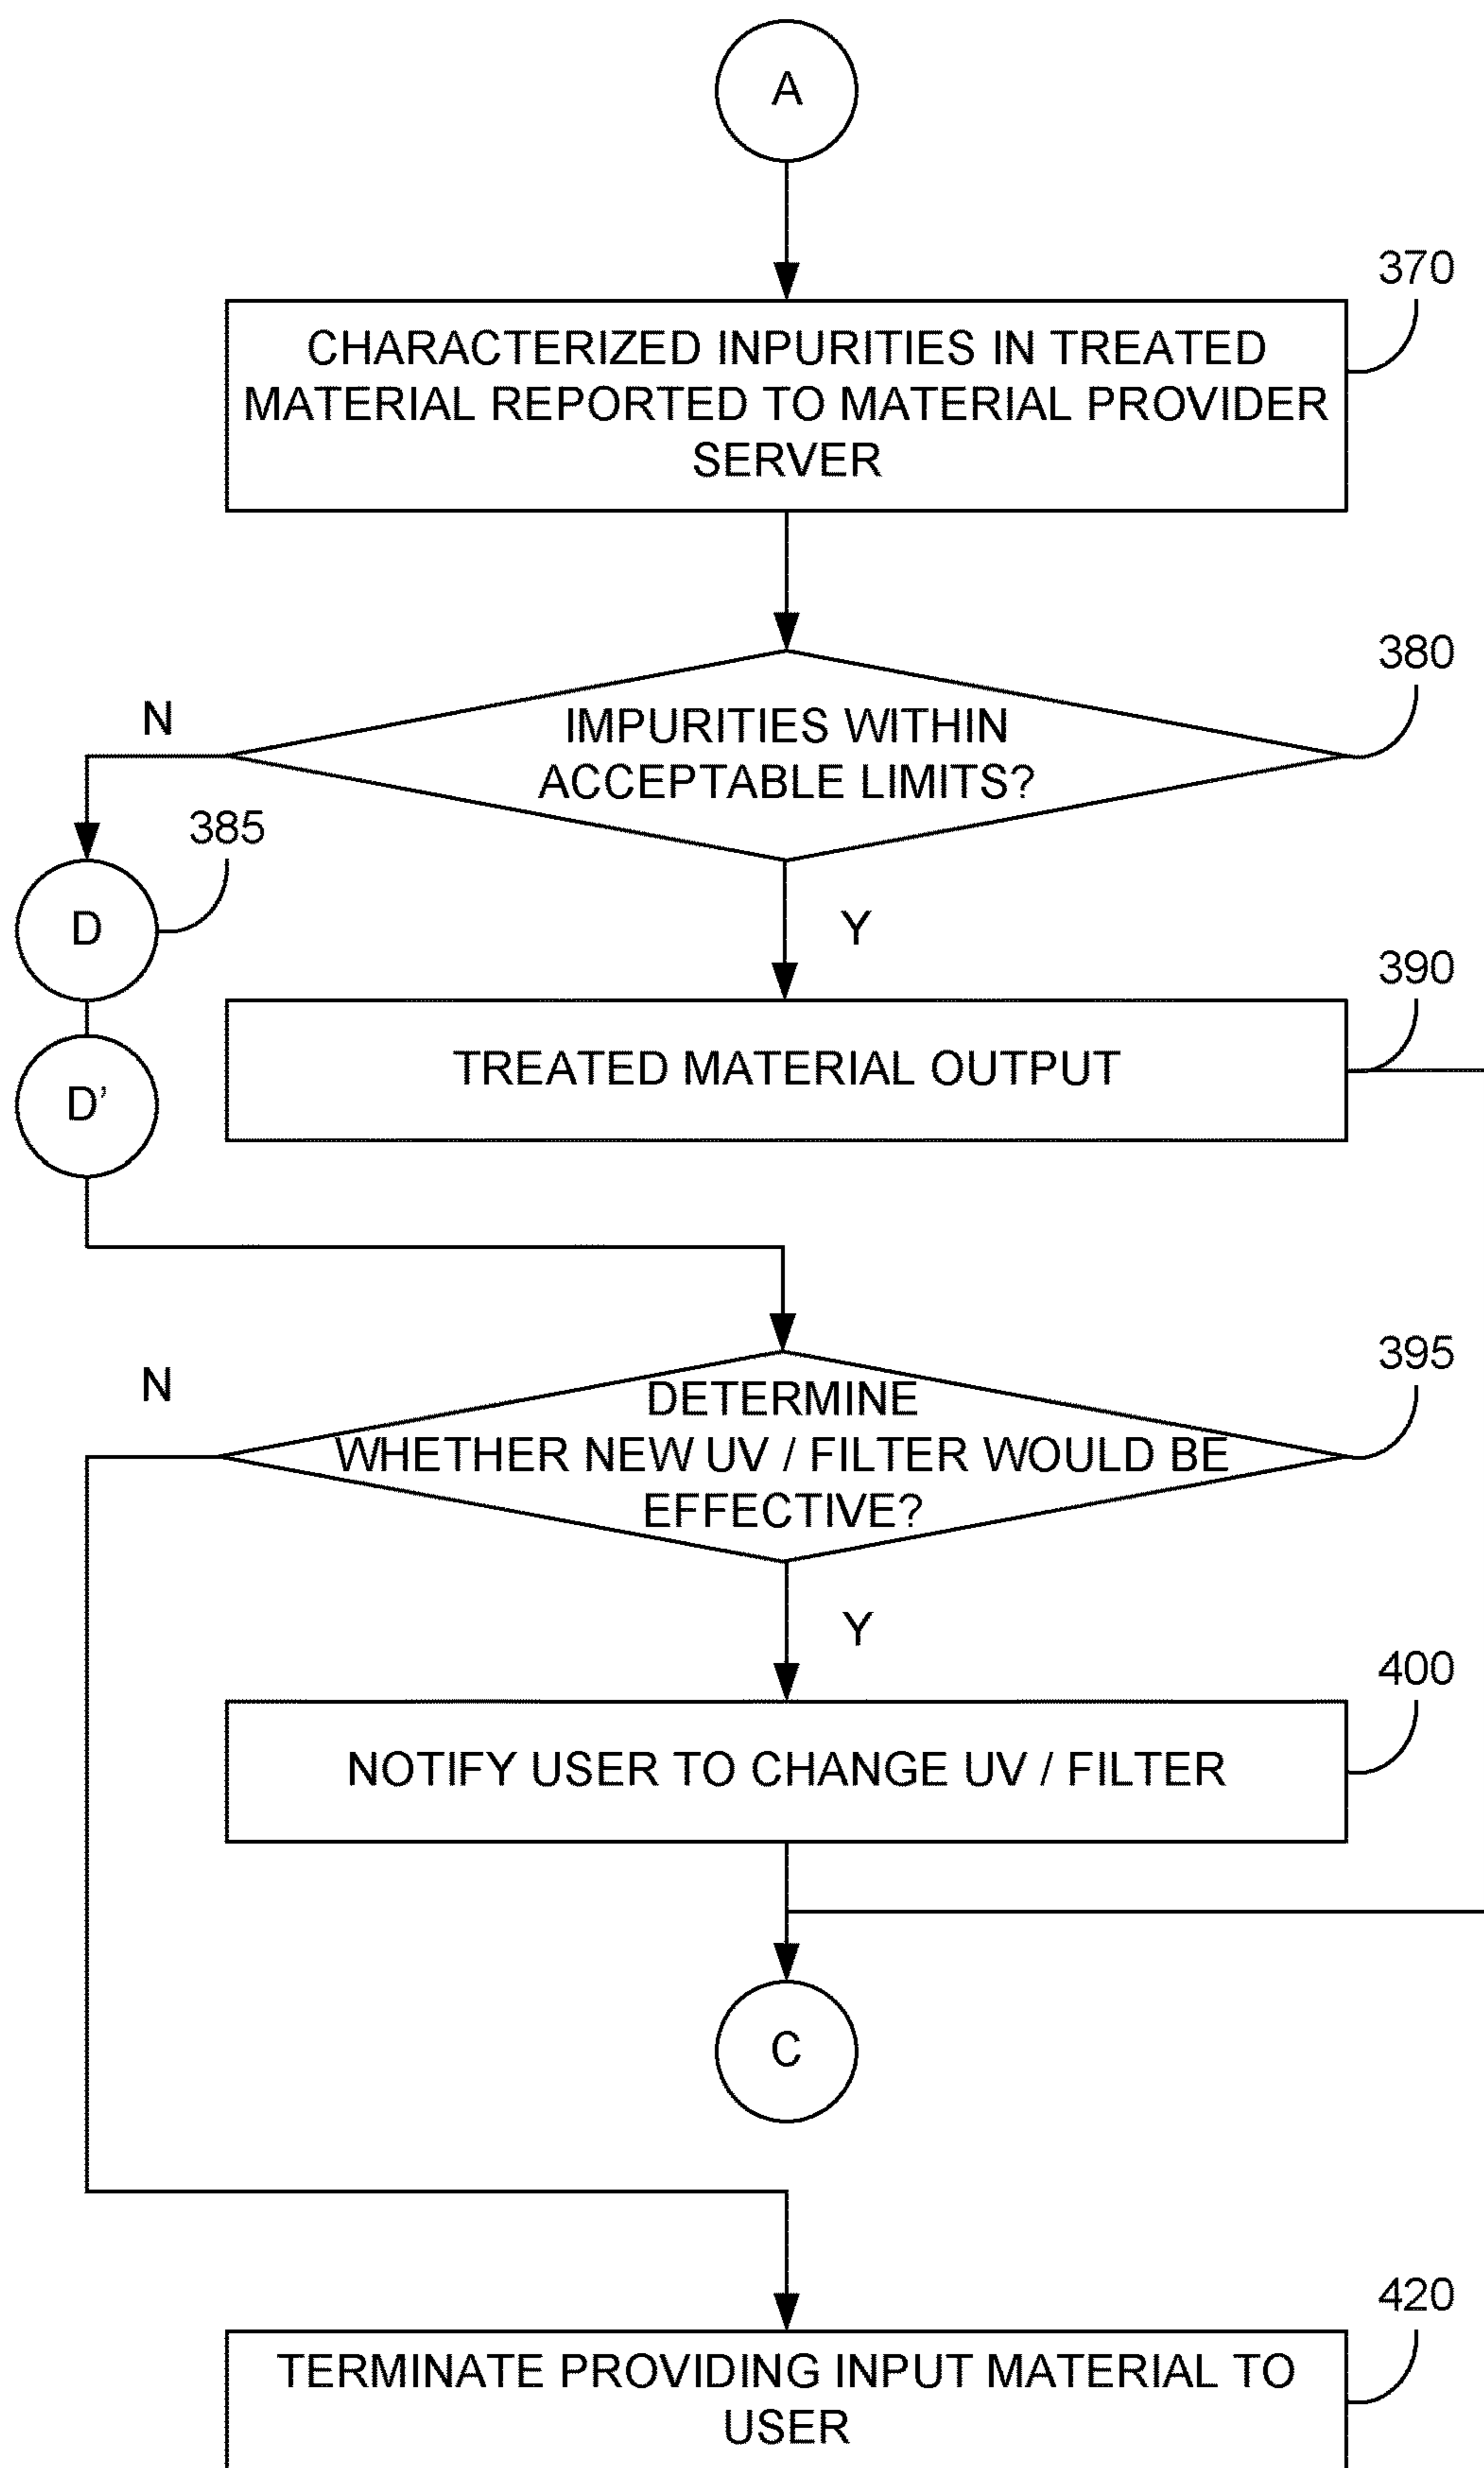 A
370
CHARACTERIZED INPURITIES IN TREATED
MATERIAL REPORTED TO MATERIAL PROVIDER
SERVER
380
N
IMPURITIES WITHIN
ACCEPTABLE LIMITS?
385
D
Y
390
TREATED MATERIAL OUTPUT
D’
395
N
DETERMINE
WHETHER NEW UV / FILTER WOULD BE
EFFECTIVE?
Y
400
NOTIFY USER TO CHANGE UV / FILTER
C
420
TERMINATE PROVIDING INPUT MATERIAL TO
USER